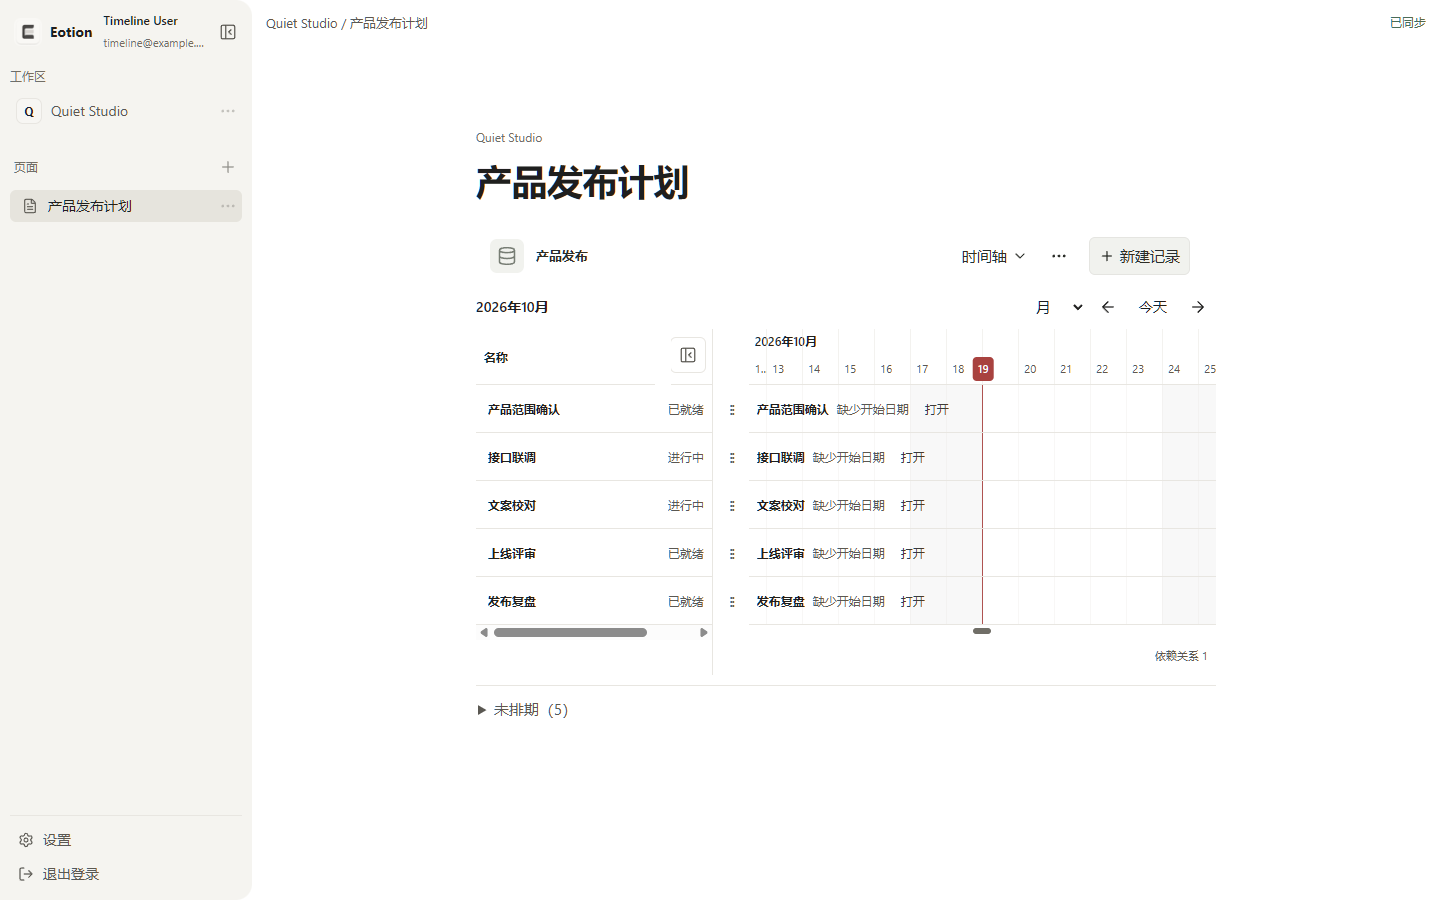 Eotion
Timeline User
timeline@example....
工作区
Q Quiet Studio
页面
产品发布计划
设置
退出登录
Quiet Studio / 产品发布计划
已同步
Quiet Studio
产品发布计划
产品发布
时间轴
新建记录
2026年10月
月
今天
名称
2026年10月
1.. 13 14 15 16 17 18 19 20 21 22 23 24 25
产品范围确认 已就绪 产品范围确认 缺少开始日期 打开
接口联调 进行中 接口联调 缺少开始日期 打开
文案校对 进行中 文案校对 缺少开始日期 打开
上线评审 已就绪 上线评审 缺少开始日期 打开
发布复盘 已就绪 发布复盘 缺少开始日期 打开
依赖关系 1
未排期 (5)